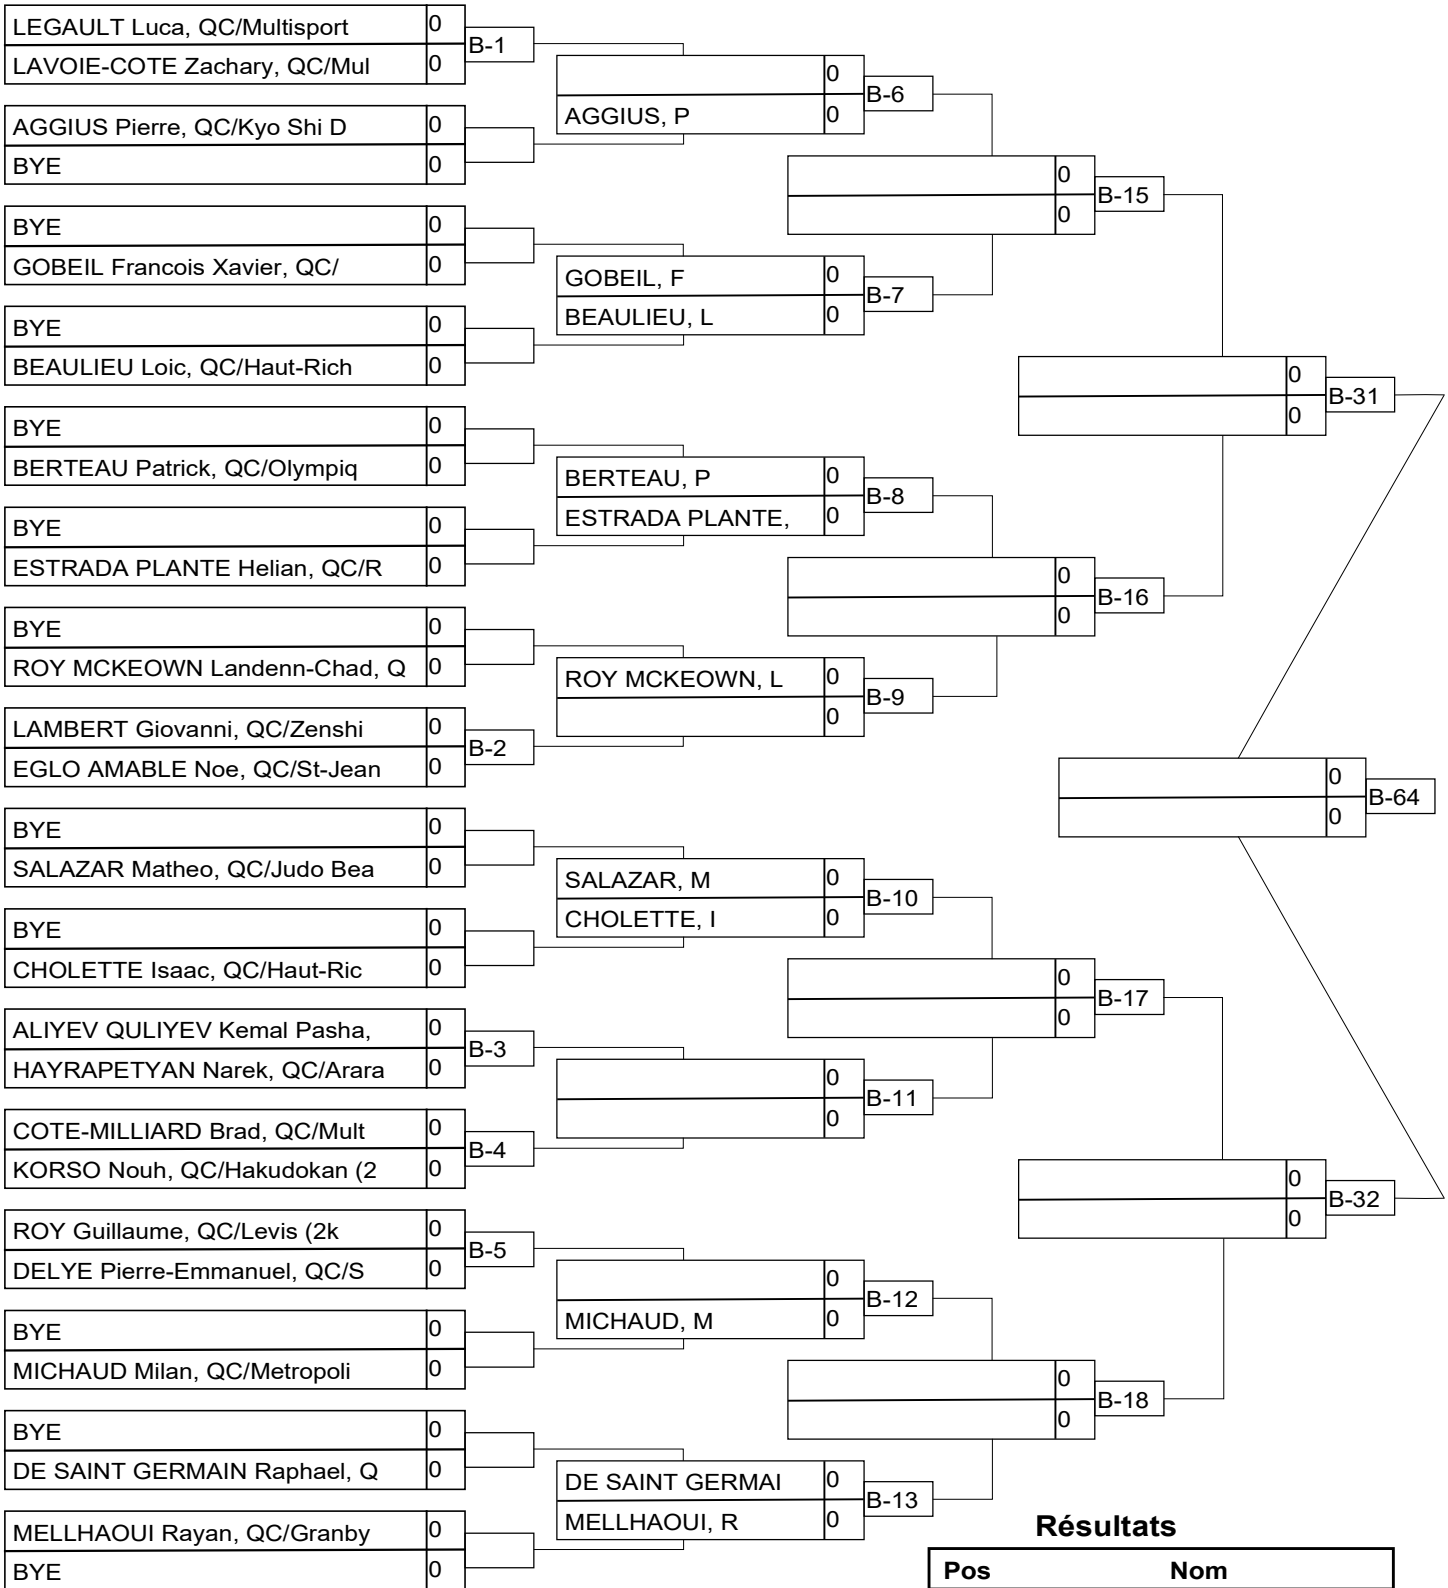 LEGAULT Luca, QC/Multisport 0
LAVOIE-COTE Zachary, QC/Mul 0
B-1
AGGIUS Pierre, QC/Kyo Shi D 0
BYE 0
BYE 0
GOBEIL Francois Xavier, QC/ 0
BYE 0
BEAULIEU Loic, QC/Haut-Rich 0
BYE 0
BERTEAU Patrick, QC/Olympiq 0
BYE 0
ESTRADA PLANTE Helian, QC/R 0
BYE 0
ROY MCKEOWN Landenn-Chad, Q 0
LAMBERT Giovanni, QC/Zenshi 0
EGLO AMABLE Noe, QC/St-Jean 0
B-2
BYE 0
SALAZAR Matheo, QC/Judo Bea 0
BYE 0
CHOLETTE Isaac, QC/Haut-Ric 0
ALIYEV QULIYEV Kemal Pasha, 0
HAYRAPETYAN Narek, QC/Arara 0
B-3
COTE-MILLIARD Brad, QC/Mult 0
KORSO Nouh, QC/Hakudokan (2 0
B-4
ROY Guillaume, QC/Levis (2k 0
DELYE Pierre-Emmanuel, QC/S 0
B-5
BYE 0
MICHAUD Milan, QC/Metropoli 0
BYE 0
DE SAINT GERMAIN Raphael, Q 0
MELLHAOUI Rayan, QC/Granby 0
BYE 0
0
AGGIUS, P 0
B-6
GOBEIL, F 0
BEAULIEU, L 0
B-7
BERTEAU, P 0
ESTRADA PLANTE, 0
B-8
ROY MCKEOWN, L 0
0
B-9
SALAZAR, M 0
CHOLETTE, I 0
B-10
0
0
B-11
0
MICHAUD, M 0
B-12
DE SAINT GERMAI 0
MELLHAOUI, R 0
B-13
0
0
B-15
0
0
B-16
0
0
B-17
0
0
B-18
0
0
B-31
0
0
B-32
0
0
B-64
Résultats
Pos Nom